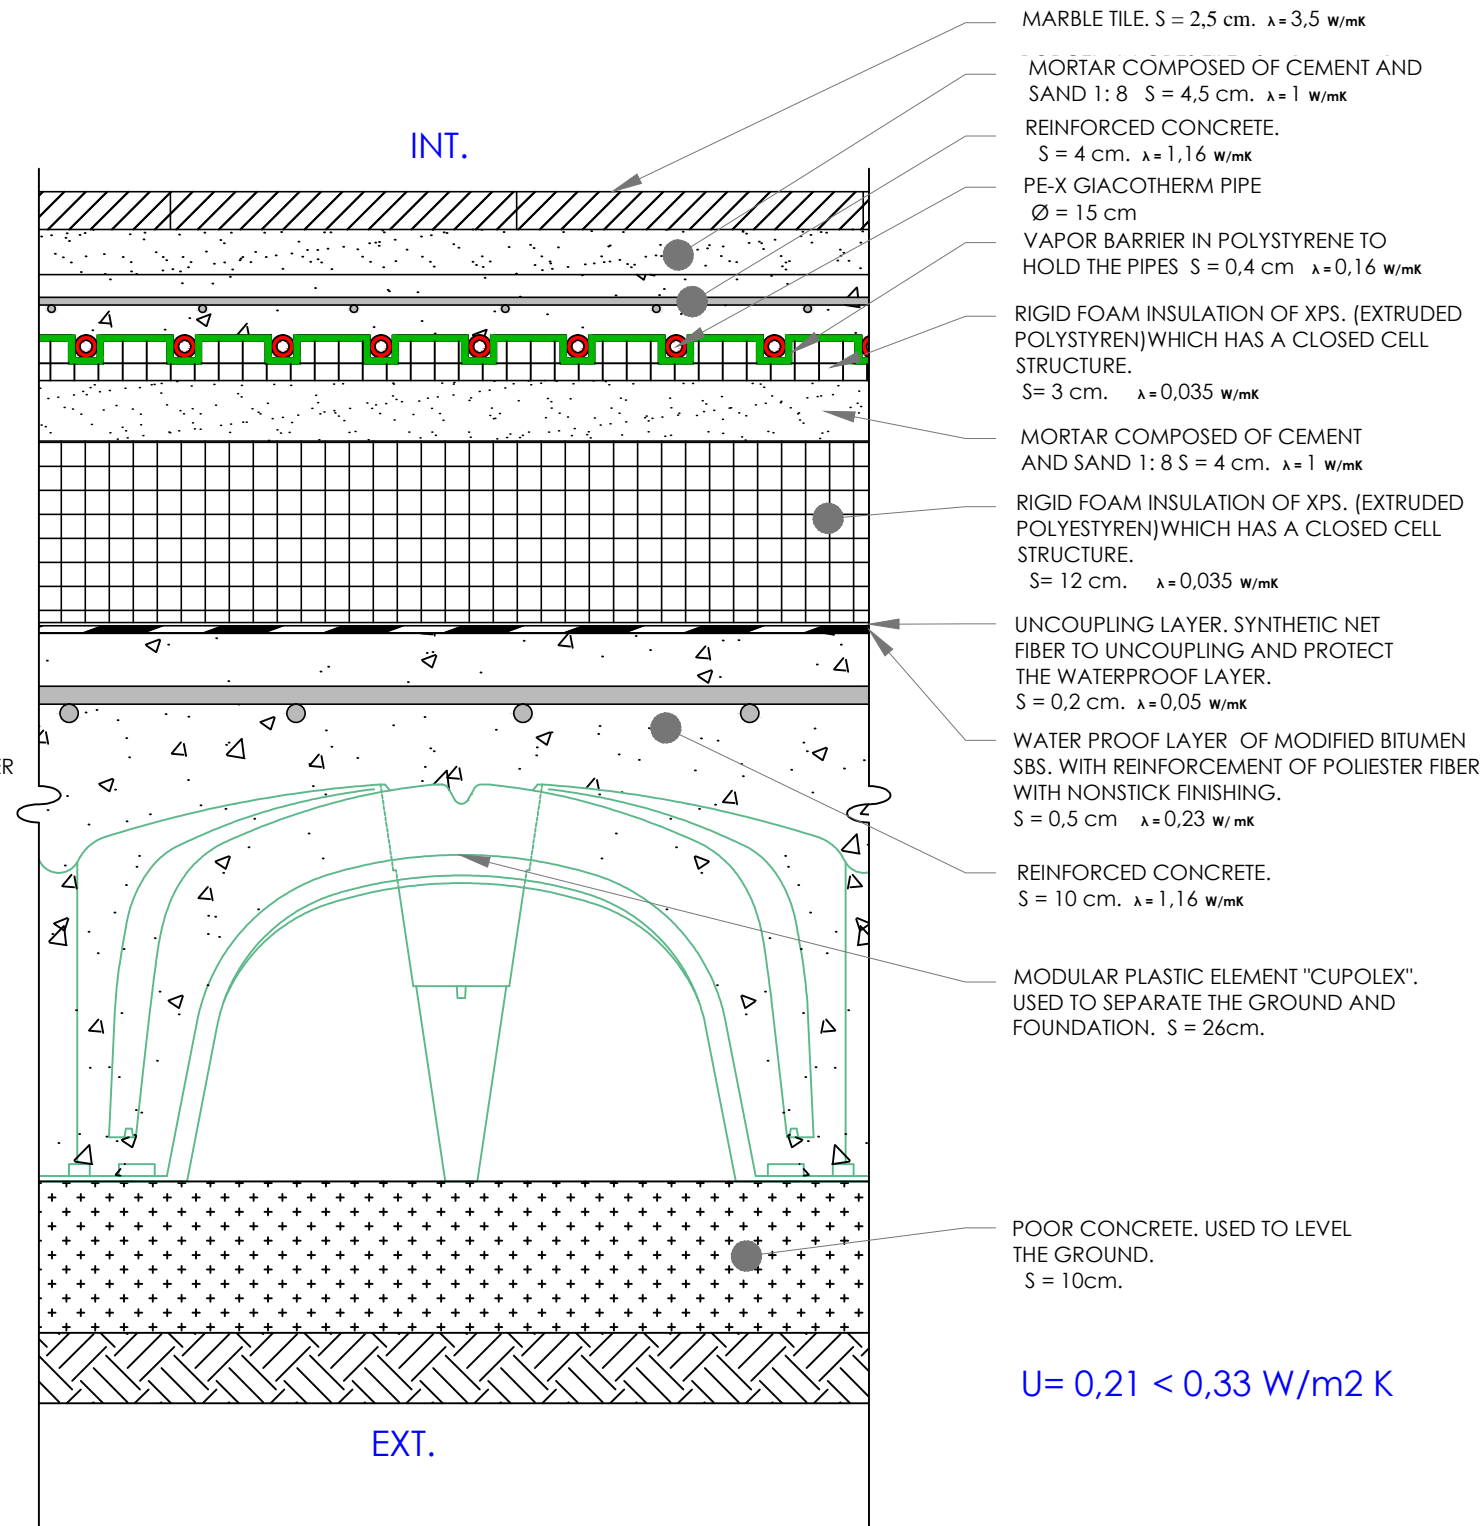 MARBLE TILE. S = 2,5 cm. λ = 3,5 W/mK
MORTAR COMPOSED OF CEMENT AND
SAND 1: 8 S = 4,5 cm. λ = 1 W/mK
REINFORCED CONCRETE.
S = 4 cm. λ = 1,16 W/mK
PE-X GIACOTHERM PIPE
Ø = 15 cm
VAPOR BARRIER IN POLYSTYRENE TO
HOLD THE PIPES S = 0,4 cm λ = 0,16 W/mK
RIGID FOAM INSULATION OF XPS. (EXTRUDED
POLYSTYREN)WHICH HAS A CLOSED CELL
STRUCTURE.
S= 3 cm. λ = 0,035 W/mK
MORTAR COMPOSED OF CEMENT
AND SAND 1: 8 S = 4 cm. λ = 1 W/mK
RIGID FOAM INSULATION OF XPS. (EXTRUDED
POLYESTYREN)WHICH HAS A CLOSED CELL
STRUCTURE.
S= 12 cm. λ = 0,035 W/mK
UNCOUPLING LAYER. SYNTHETIC NET
FIBER TO UNCOUPLING AND PROTECT
THE WATERPROOF LAYER.
S = 0,2 cm. λ = 0,05 W/mK
WATER PROOF LAYER OF MODIFIED BITUMEN
SBS. WITH REINFORCEMENT OF POLIESTER FIBER
WITH NONSTICK FINISHING.
S = 0,5 cm λ = 0,23 W/ mK
REINFORCED CONCRETE.
S = 10 cm. λ = 1,16 W/mK
MODULAR PLASTIC ELEMENT "CUPOLEX".
USED TO SEPARATE THE GROUND AND
FOUNDATION. S = 26cm.
POOR CONCRETE. USED TO LEVEL
THE GROUND.
S = 10cm.
U= 0,21 < 0,33 W/m2 K
INT.
ER
EXT.